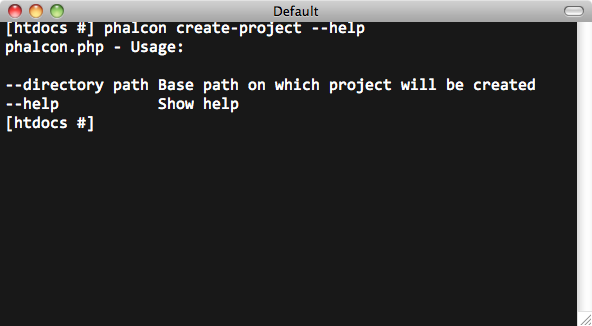 Default
[htdocs #] phalcon create-project --help
phalcon.php - Usage:
--directory path Base path on which project will be created
--help           Show help
[htdocs #]